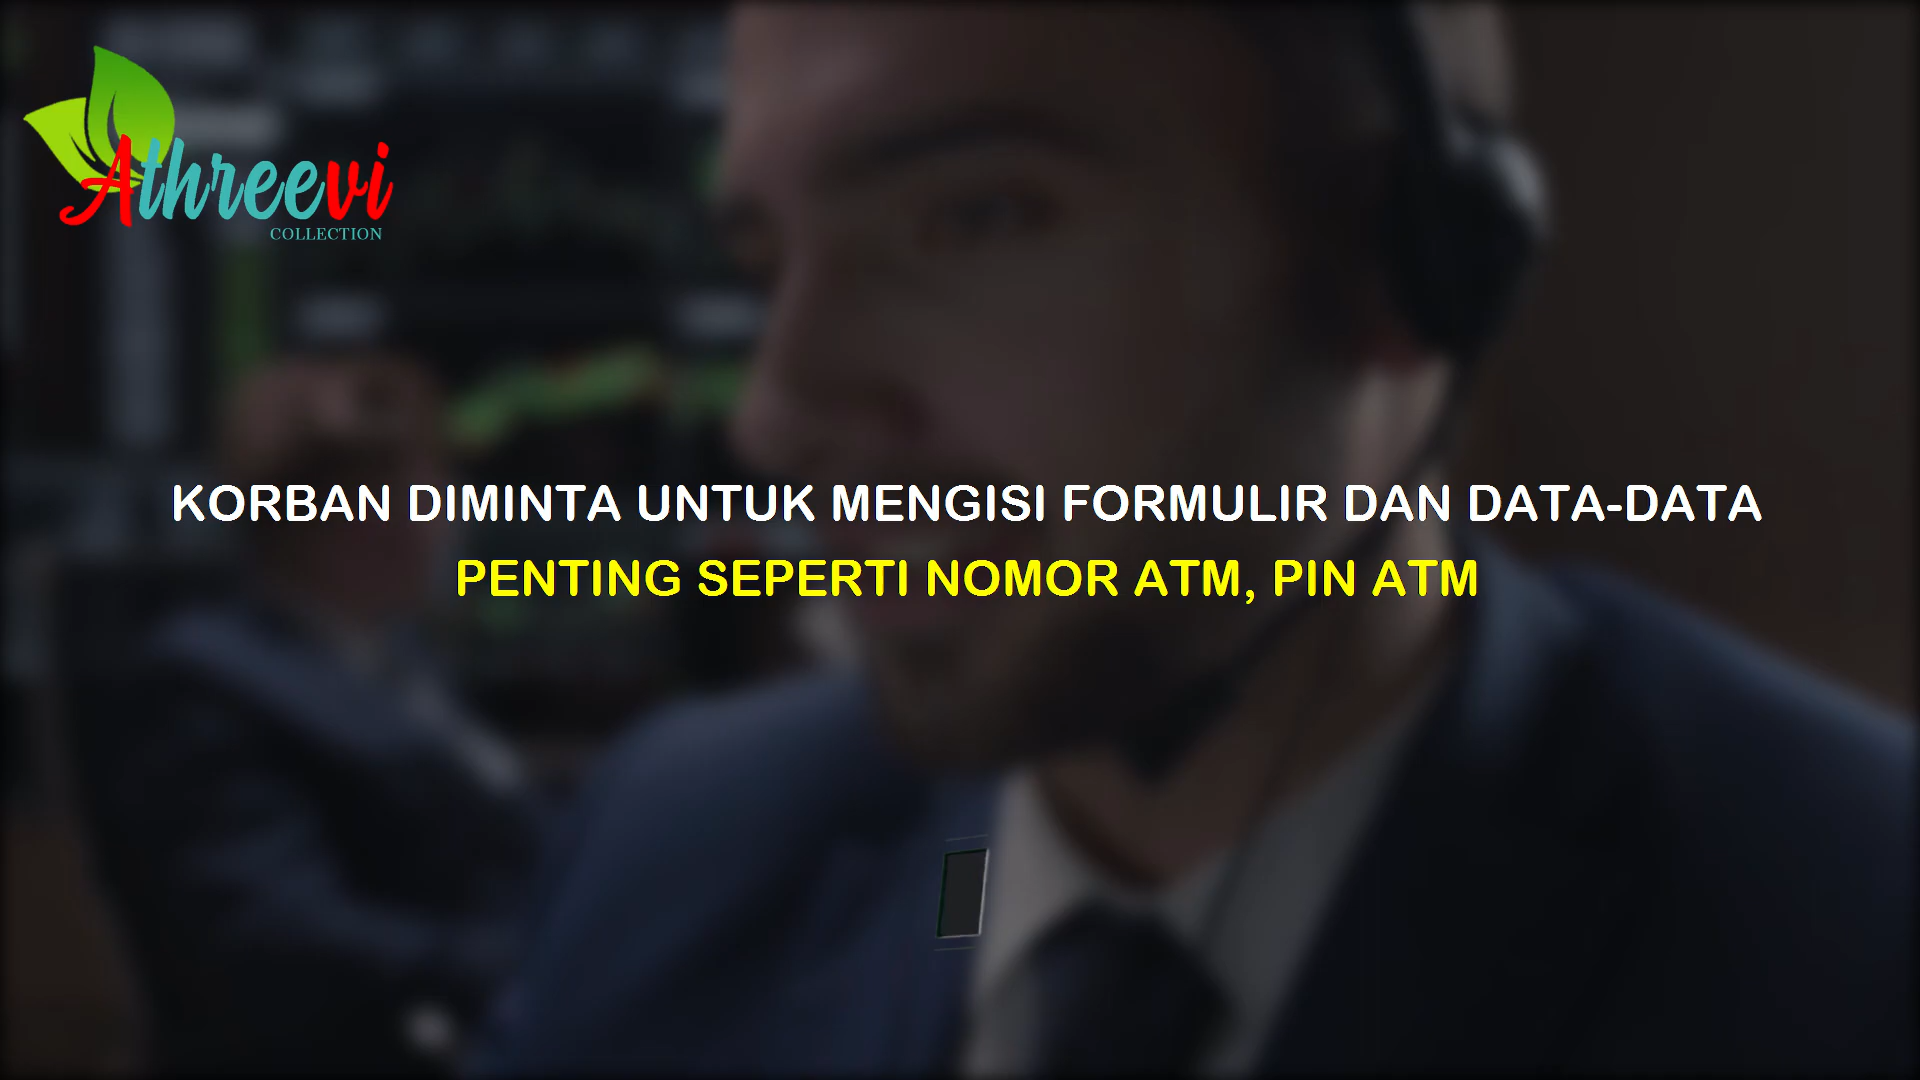 Athreevi
COLLECTION
KORBAN DIMINTA UNTUK MENGISI FORMULIR DAN DATA-DATA
PENTING SEPERTI NOMOR ATM, PIN ATM